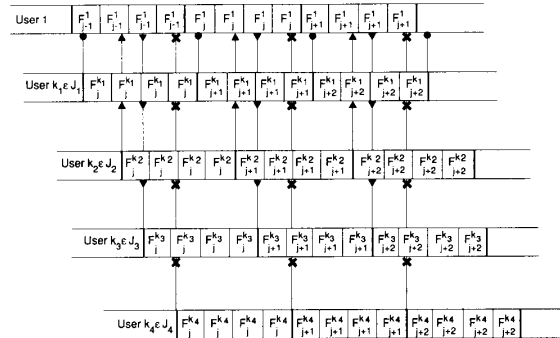 User 1 F^1_{j-1} F^1_{j-1} F^1_{j-1} F^1_{j-1} F^1_j F^1_j F^1_j F^1_j F^1_{j+1} F^1_{j+1} F^1_{j+1} F^1_{j+1}
User k_1 ε J_1 F^{k_1}_j F^{k_1}_j F^{k_1}_j F^{k_1}_j F^{k_1}_{j+1} F^{k_1}_{j+1} F^{k_1}_{j+1} F^{k_1}_{j+1} F^{k_1}_{j+2} F^{k_1}_{j+2} F^{k_1}_{j+2} F^{k_1}_{j+2}
User k_2 ε J_2 F^{k_2}_j F^{k_2}_j F^{k_2}_j F^{k_2}_j F^{k_2}_{j+1} F^{k_2}_{j+1} F^{k_2}_{j+1} F^{k_2}_{j+1} F^{k_2}_{j+2} F^{k_2}_{j+2} F^{k_2}_{j+2} F^{k_2}_{j+2}
User k_3 ε J_3 F^{k_3}_j F^{k_3}_j F^{k_3}_j F^{k_3}_j F^{k_3}_{j+1} F^{k_3}_{j+1} F^{k_3}_{j+1} F^{k_3}_{j+1} F^{k_3}_{j+2} F^{k_3}_{j+2} F^{k_3}_{j+2} F^{k_3}_{j+2}
User k_4 ε J_4 F^{k_4}_j F^{k_4}_j F^{k_4}_j F^{k_4}_j F^{k_4}_{j+1} F^{k_4}_{j+1} F^{k_4}_{j+1} F^{k_4}_{j+1} F^{k_4}_{j+2} F^{k_4}_{j+2} F^{k_4}_{j+2} F^{k_4}_{j+2}